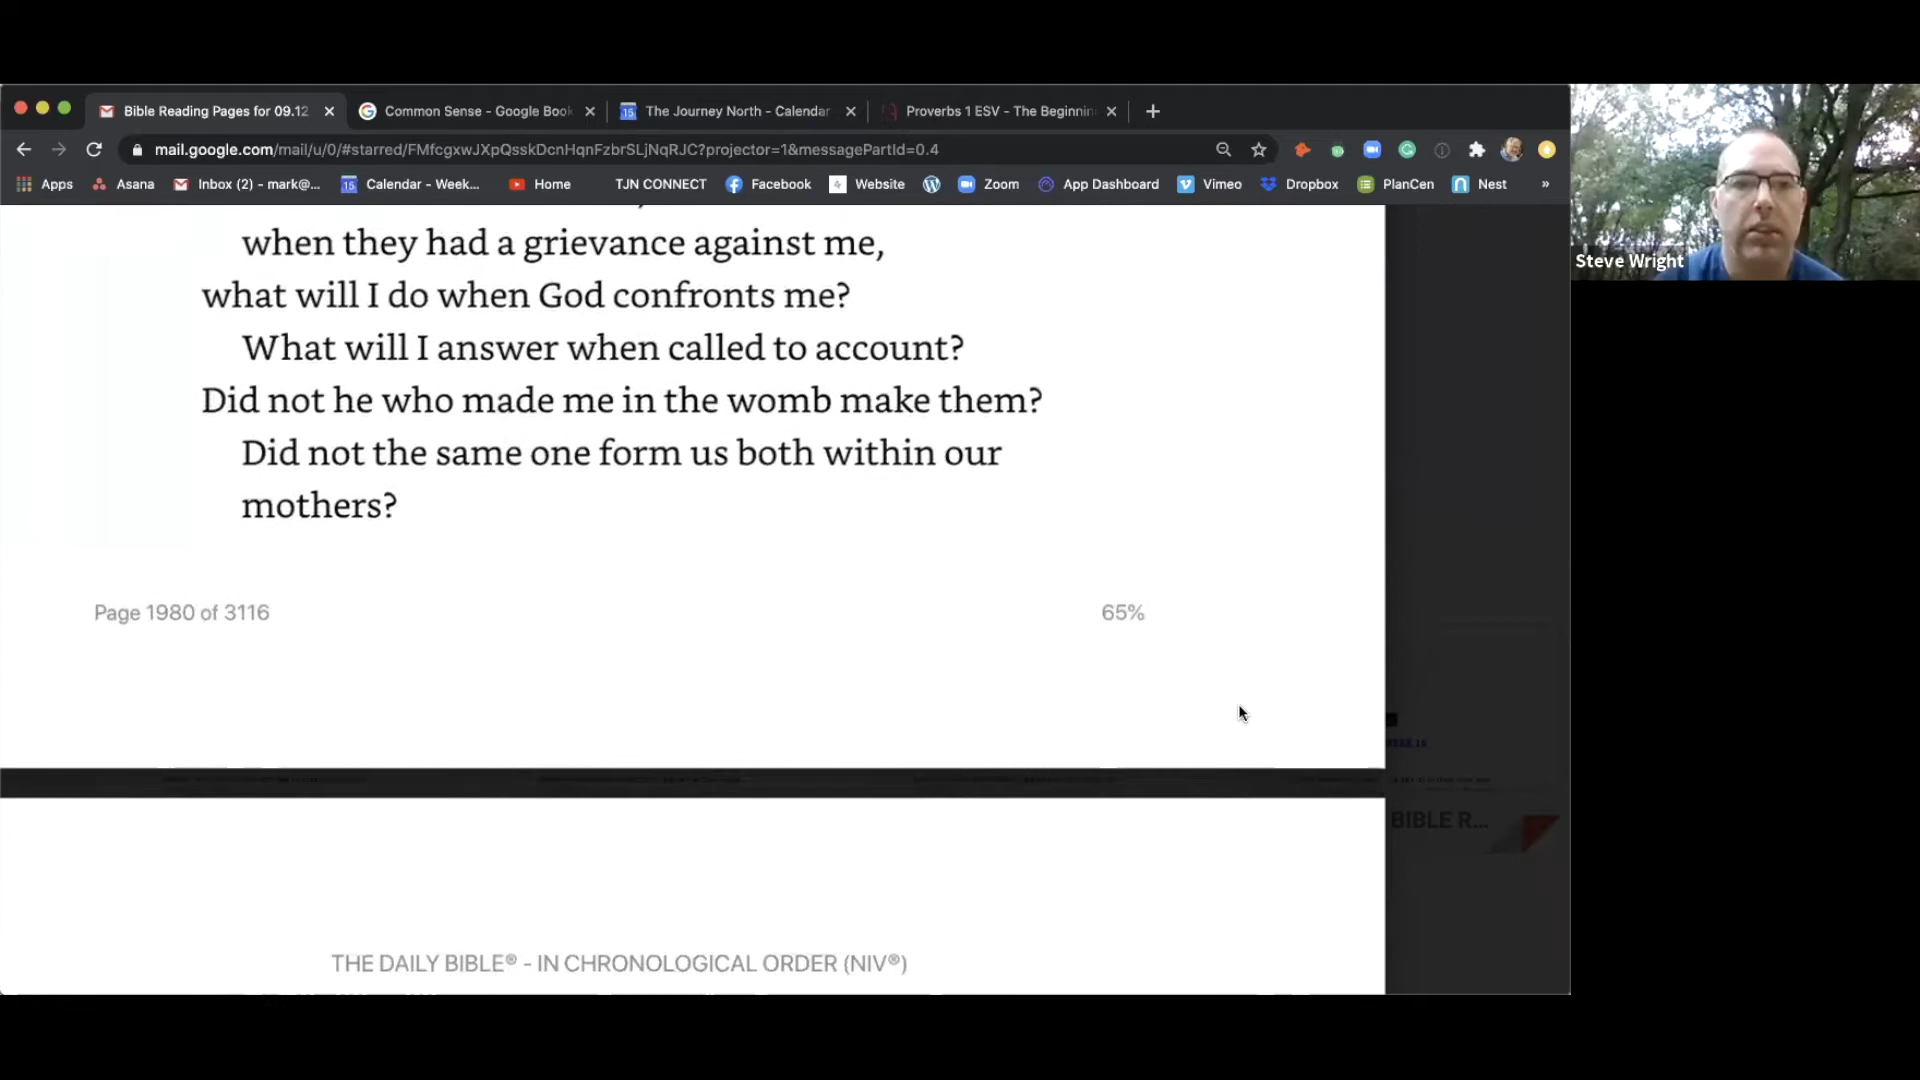 Bible Reading Pages for 09.12
Common Sense - Google Book
The Journey North - Calendar
Proverbs 1 ESV - The Beginnin
mail.google.com/mail/u/0/#starred/FMfcgxwJXpQsskDcnHqnFzbrSLjNqRJC?projector=1&messagePartId=0.4
Apps
Asana
Inbox (2) - mark@...
15
Calendar - Week...
Home
TJN CONNECT
Facebook
Website
Zoom
App Dashboard
Vimeo
Dropbox
PlanCen
Nest
»
Steve Wright
when they had a grievance against me,
what will I do when God confronts me?
What will I answer when called to account?
Did not he who made me in the womb make them?
Did not the same one form us both within our
mothers?
Page 1980 of 3116
65%
BIBLE R...
THE DAILY BIBLE® - IN CHRONOLOGICAL ORDER (NIV®)